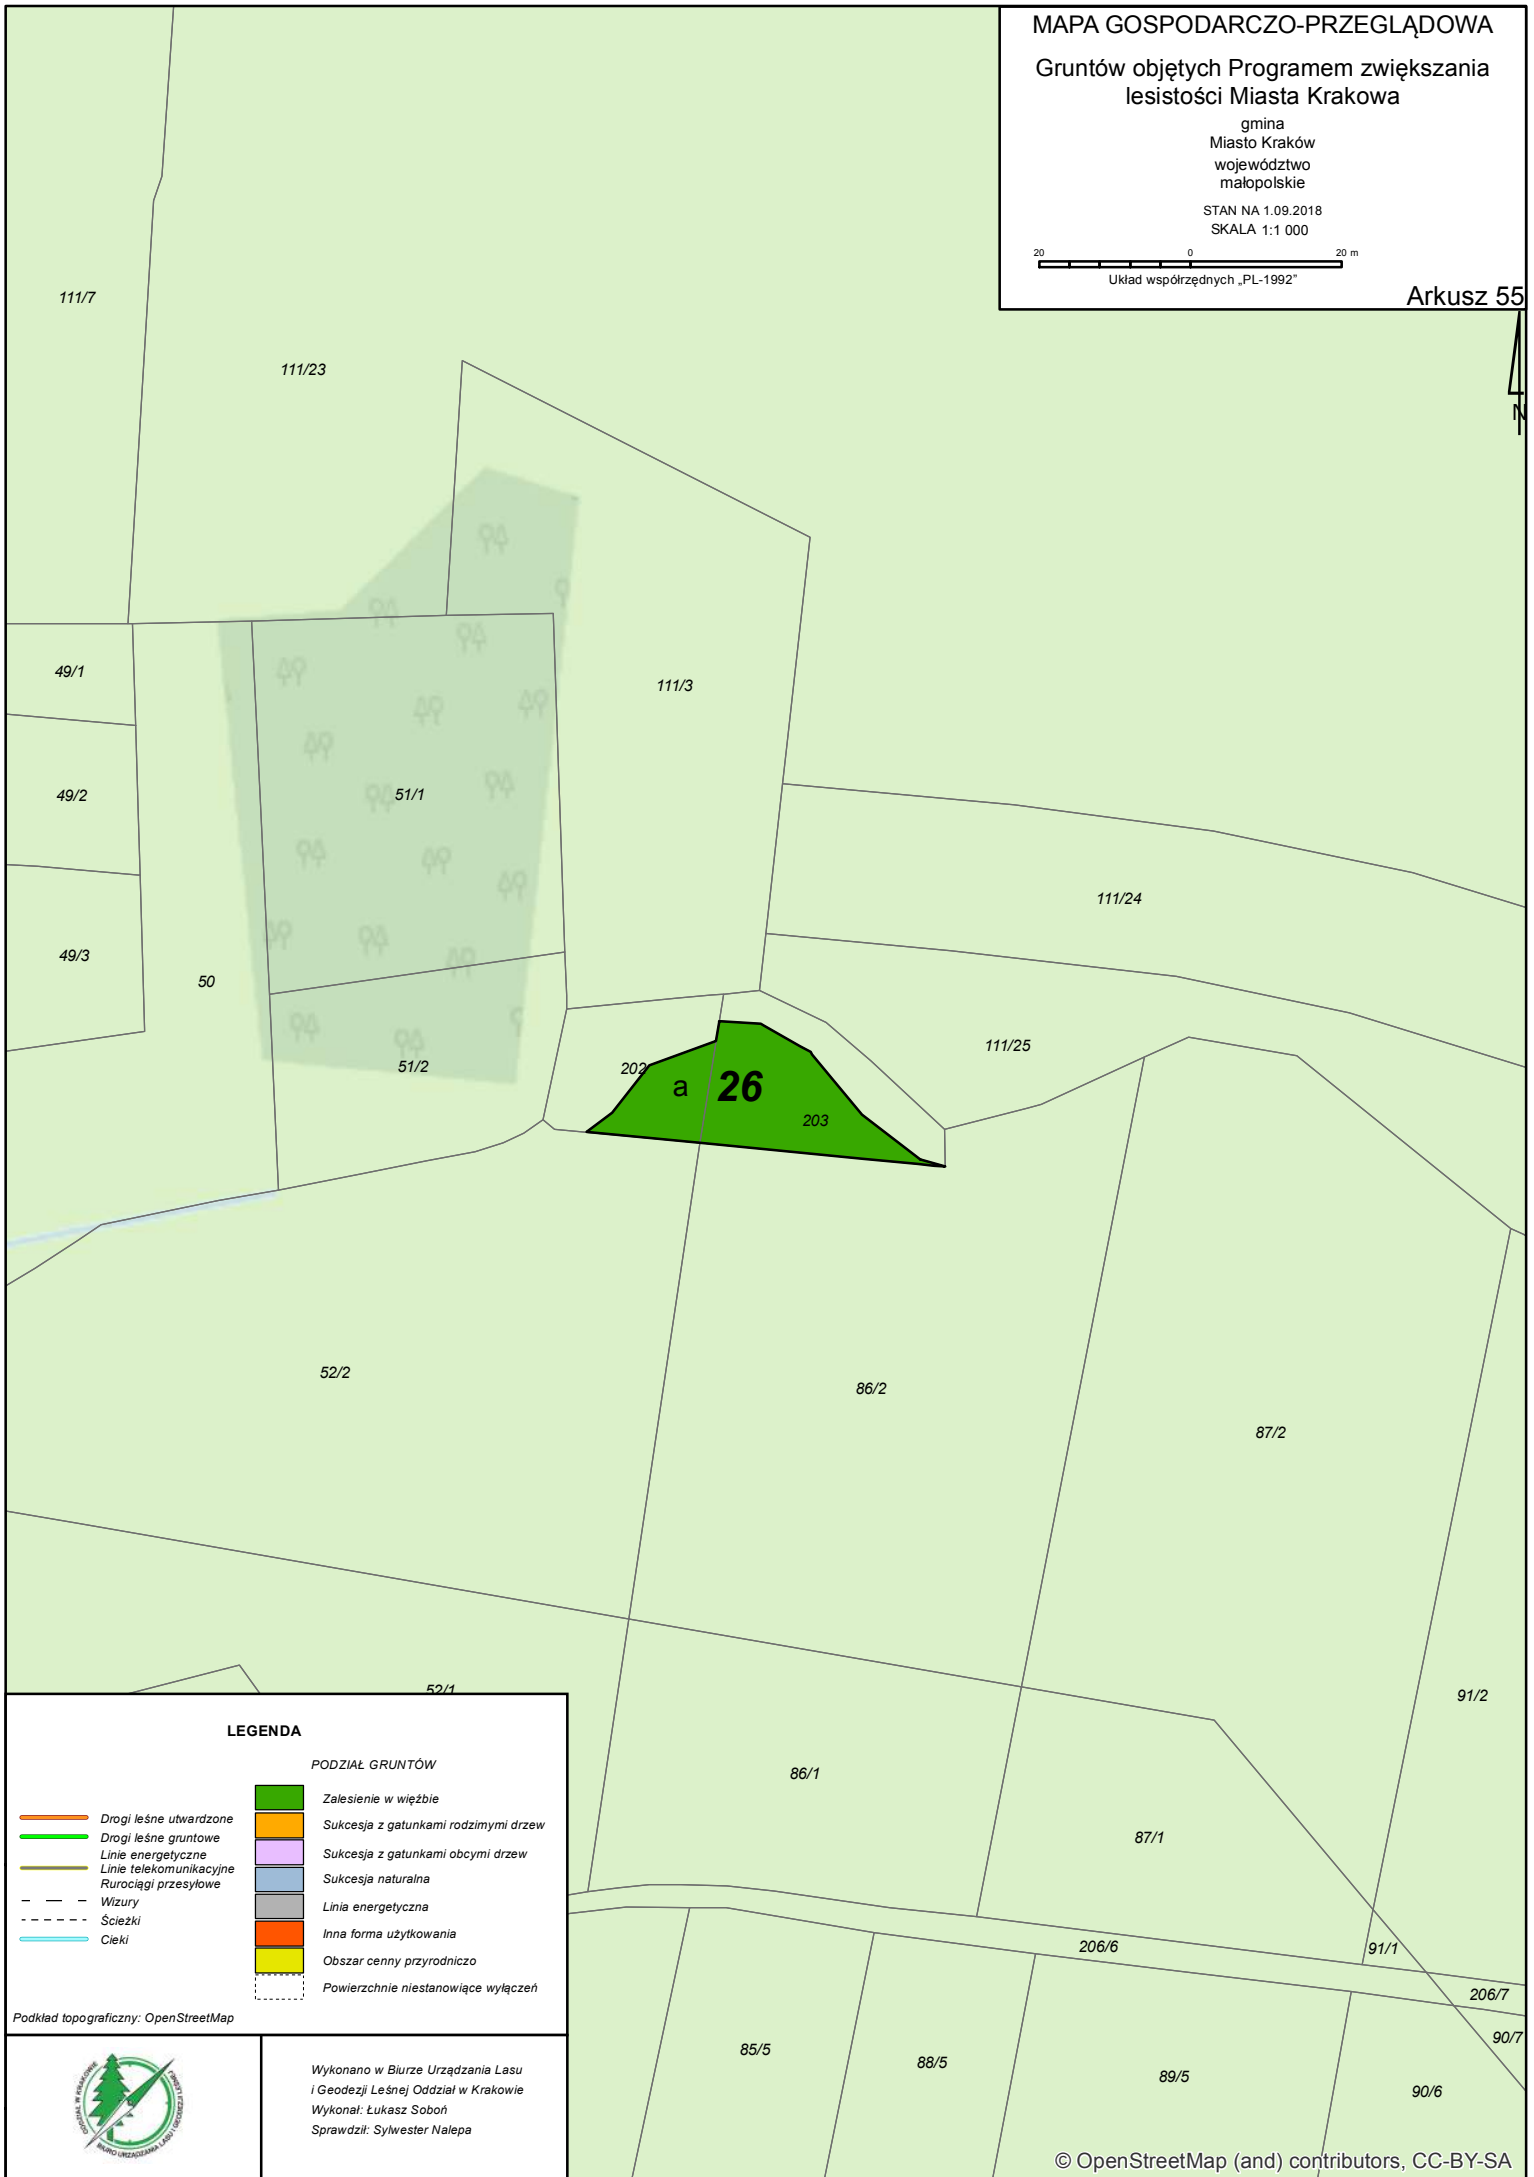 MAPA GOSPODARCZO-PRZEGLĄDOWA
Gruntów objętych Programem zwiększania
lesistości Miasta Krakowa
gmina
Miasto Kraków
województwo
małopolskie
STAN NA 1.09.2018
SKALA 1:1 000
20 0 20 m
Układ współrzędnych „PL-1992”
Arkusz 55
N
111/7
111/23
49/1
111/3
49/2
51/1
111/24
49/3
50
111/25
51/2
202
a
26
203
52/2
86/2
87/2
52/1
91/2
86/1
87/1
206/6
91/1
206/7
90/7
85/5
88/5
89/5
90/6
LEGENDA
PODZIAŁ GRUNTÓW
Drogi leśne utwardzone
Drogi leśne gruntowe
Linie energetyczne
Linie telekomunikacyjne
Rurociągi przesyłowe
Wizury
Ścieżki
Cieki
Zalesienie w więźbie
Sukcesja z gatunkami rodzimymi drzew
Sukcesja z gatunkami obcymi drzew
Sukcesja naturalna
Linia energetyczna
Inna forma użytkowania
Obszar cenny przyrodniczo
Powierzchnie niestanowiące wyłączeń
Podkład topograficzny: OpenStreetMap
ODDZIAŁ W KRAKOWIE
BIURO URZĄDZANIA LASU I GEODEZJI LEŚNEJ
Wykonano w Biurze Urządzania Lasu
i Geodezji Leśnej Oddział w Krakowie
Wykonał: Łukasz Soboń
Sprawdził: Sylwester Nalepa
© OpenStreetMap (and) contributors, CC-BY-SA